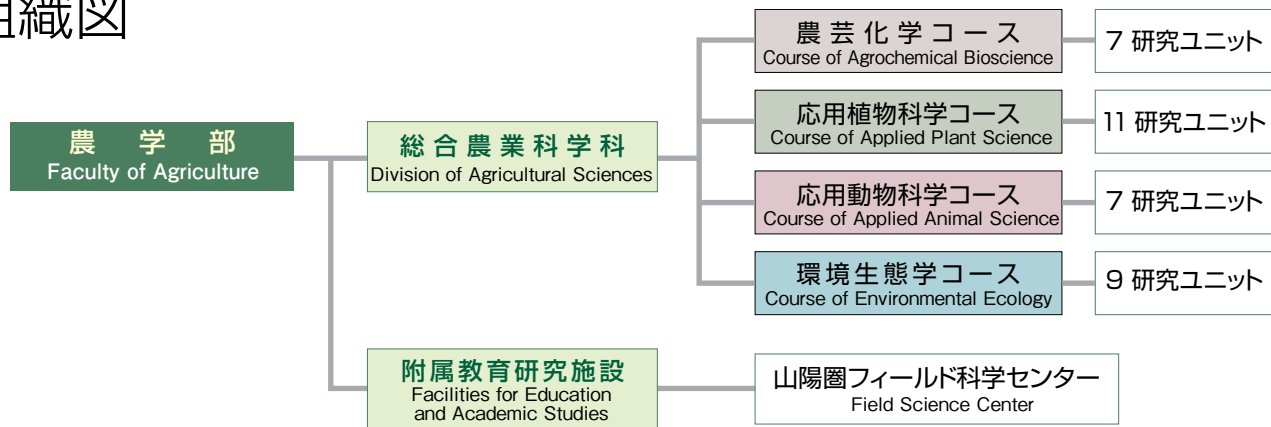 組織図
農学部
Faculty of Agriculture
総合農業科学科
Division of Agricultural Sciences
農芸化学コース
Course of Agrochemical Bioscience
7 研究ユニット
応用植物科学コース
Course of Applied Plant Science
11 研究ユニット
応用動物科学コース
Course of Applied Animal Science
7 研究ユニット
環境生態学コース
Course of Environmental Ecology
9 研究ユニット
附属教育研究施設
Facilities for Education
and Academic Studies
山陽圏フィールド科学センター
Field Science Center